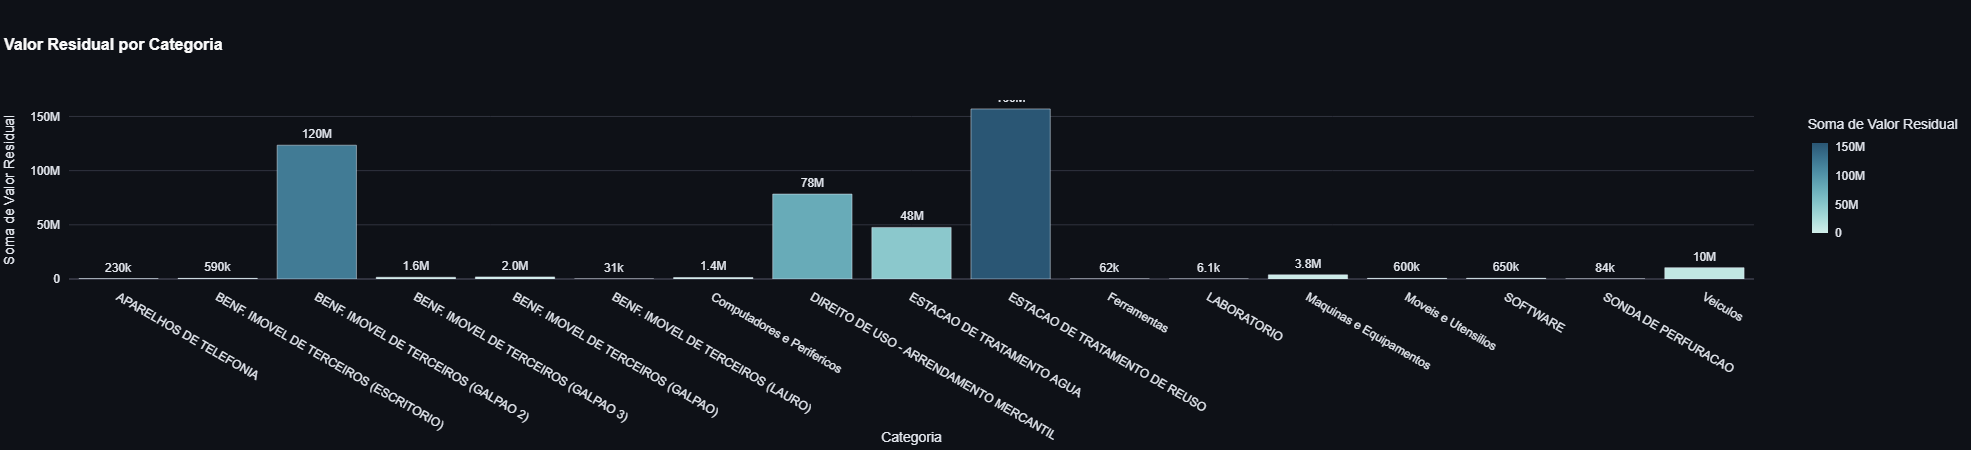 Valor Residual por Categoria
Soma de Valor Residual
150M
100M
50M
0
230k
590k
120M
1.6M
2.0M
31k
1.4M
78M
48M
62k
6.1k
3.8M
600k
650k
84k
10M
APARELHOS DE TELEFONIA
BENF. IMOVEL DE TERCEIROS (ESCRITORIO)
BENF. IMOVEL DE TERCEIROS (GALPAO 2)
BENF. IMOVEL DE TERCEIROS (GALPAO 3)
BENF. IMOVEL DE TERCEIROS (GALPAO)
BENF. IMOVEL DE TERCEIROS (LAURO)
Computadores e Perifericos
DIREITO DE USO - ARRENDAMENTO MERCANTIL
ESTACAO DE TRATAMENTO AGUA
ESTACAO DE TRATAMENTO DE REUSO
Ferramentas
LABORATORIO
Maquinas e Equipamentos
Moveis e Utensilios
SOFTWARE
SONDA DE PERFURACAO
Veiculos
Categoria
Soma de Valor Residual
150M
100M
50M
0